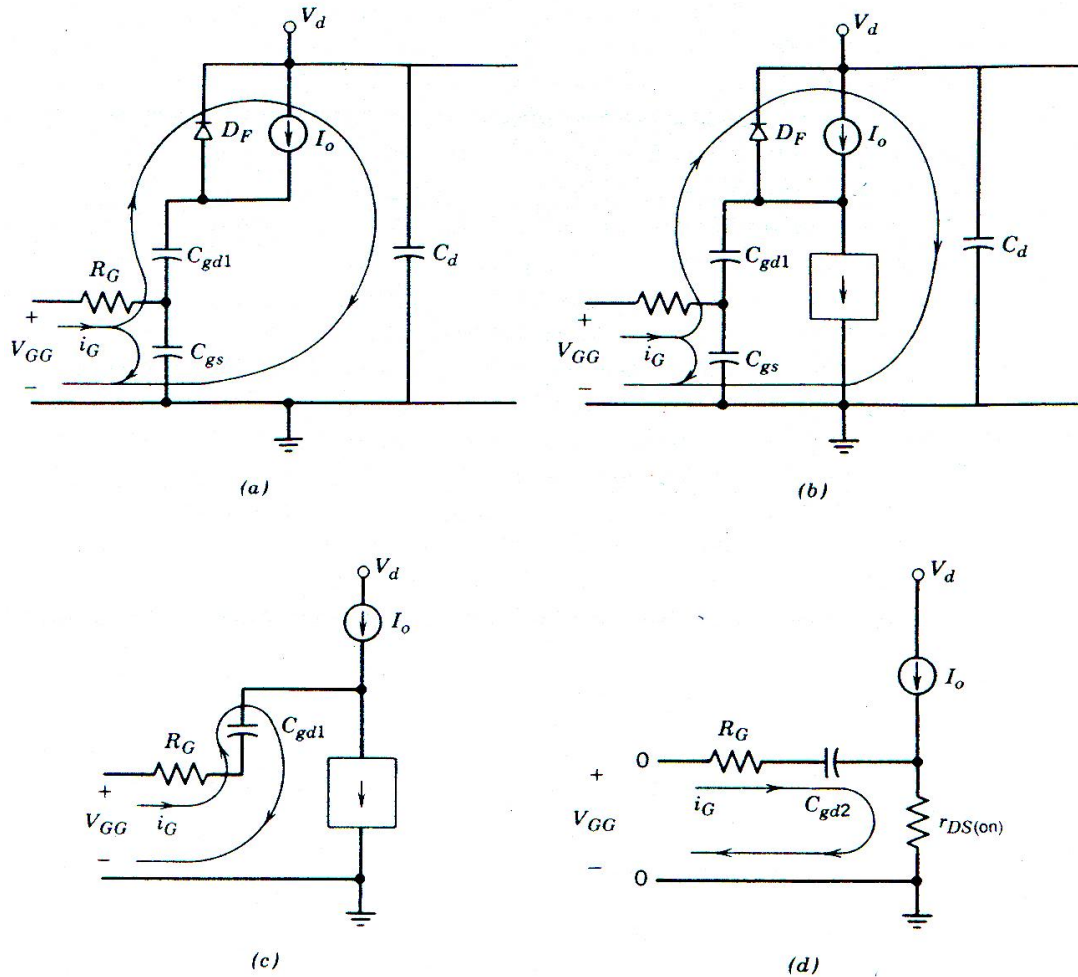 V_d
D_F
I_o
C_gd1
C_d
R_G
+
V_GG
i_G
C_gs
−
(a)
V_d
D_F
I_o
C_gd1
C_d
+
V_GG
i_G
C_gs
−
(b)
V_d
I_o
C_gd1
R_G
+
V_GG
i_G
−
(c)
V_d
I_o
R_G
0
+
i_G
C_gd2
V_GG
r_DS(on)
− 0
(d)